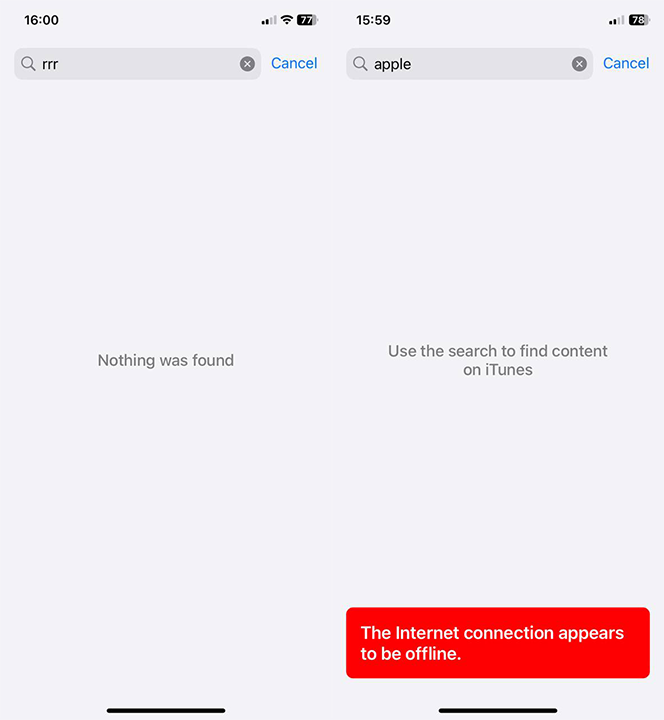 16:00
77
rrr
Cancel
Nothing was found
15:59
78
apple
Cancel
Use the search to find content
on iTunes
The Internet connection appears
to be offline.